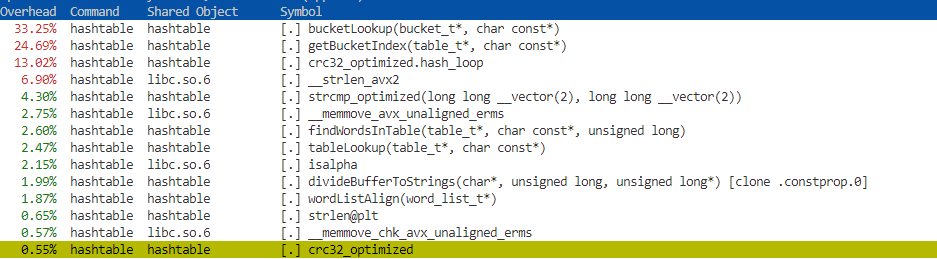 Overhead Command Shared Object Symbol
33.25% hashtable hashtable [.] bucketLookup(bucket_t*, char const*)
24.69% hashtable hashtable [.] getBucketIndex(table_t*, char const*)
13.02% hashtable hashtable [.] crc32_optimized.hash_loop
6.90% hashtable libc.so.6 [.] __strlen_avx2
4.30% hashtable hashtable [.] strcmp_optimized(long long __vector(2), long long __vector(2))
2.75% hashtable libc.so.6 [.] __memmove_avx_unaligned_erms
2.60% hashtable hashtable [.] findWordsInTable(table_t*, char const*, unsigned long)
2.47% hashtable hashtable [.] tableLookup(table_t*, char const*)
2.15% hashtable libc.so.6 [.] isalpha
1.99% hashtable hashtable [.] divideBufferToStrings(char*, unsigned long, unsigned long*) [clone .constprop.0]
1.87% hashtable hashtable [.] wordListAlign(word_list_t*)
0.65% hashtable hashtable [.] strlen@plt
0.57% hashtable libc.so.6 [.] __memmove_chk_avx_unaligned_erms
0.55% hashtable hashtable [.] crc32_optimized